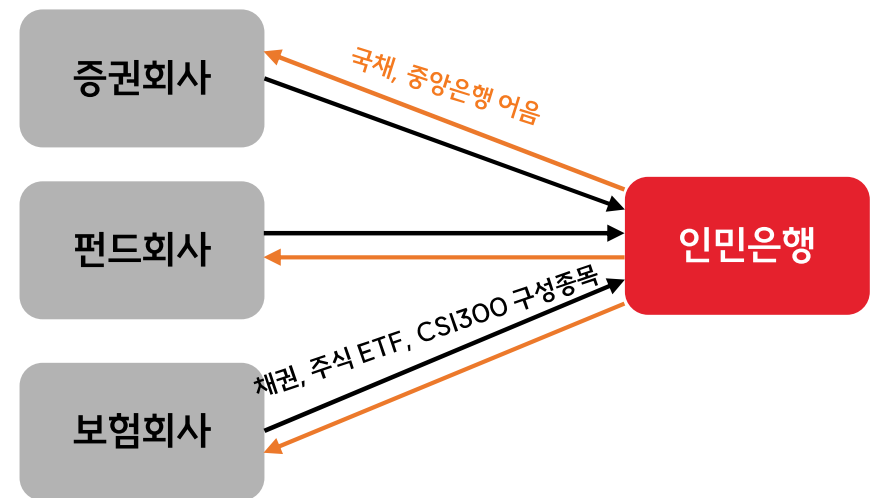 증권회사
국채, 중앙은행 어음
펀드회사
인민은행
채권, 주식 ETF, CSI300 구성종목
보험회사